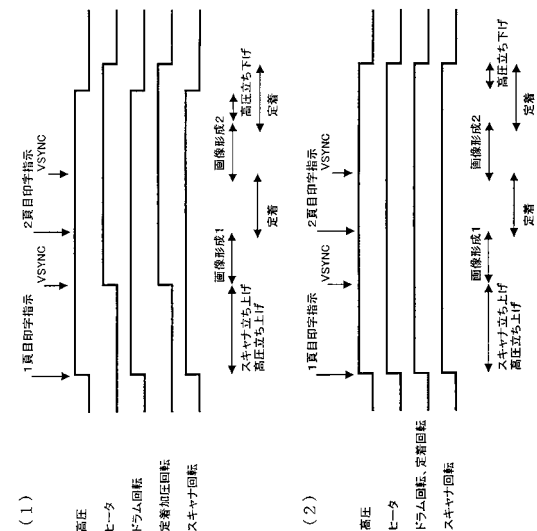 (1)
1頁目印字指示
VSYNC
2頁目印字指示
VSYNC
高圧
ヒータ
ドラム回転
定着加圧回転
スキャナ回転
スキャナ立ち上げ
高圧立ち上げ
画像形成1
定着
画像形成2
高圧立ち下げ
定着
(2)
1頁目印字指示
VSYNC
2頁目印字指示
VSYNC
高圧
ヒータ
ドラム回転、定着回転
スキャナ回転
スキャナ立ち上げ
高圧立ち上げ
画像形成1
定着
画像形成2
高圧立ち下げ
定着